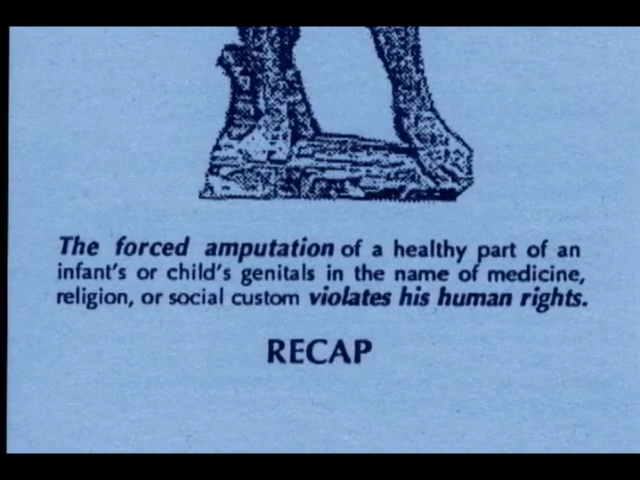 The forced amputation of a healthy part of an
infant's or child's genitals in the name of medicine,
religion, or social custom violates his human rights.
RECAP